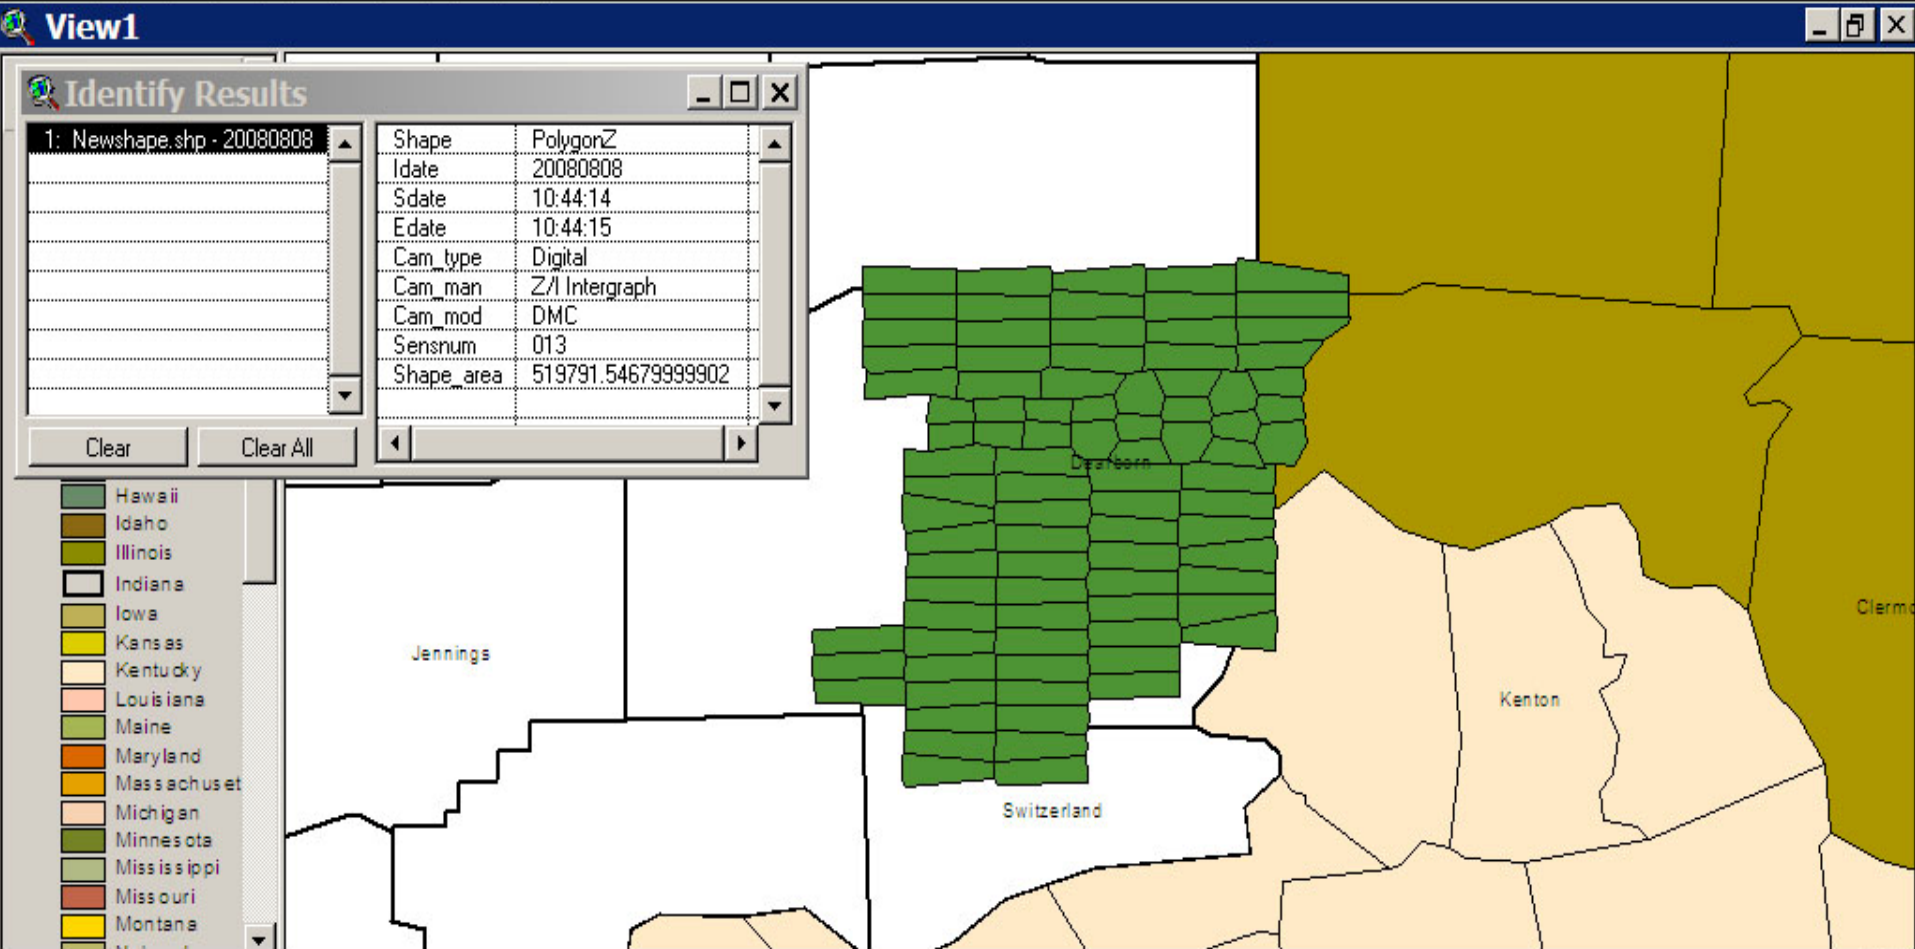 View1
Identify Results
1: Newshape.shp - 20080808
Shape PolygonZ
Idate 20080808
Sdate 10:44:14
Edate 10:44:15
Cam_type Digital
Cam_man Z/I Intergraph
Cam_mod DMC
Sensnum 013
Shape_area 519791.54679999902
Clear
Clear All
Hawaii
Idaho
Illinois
Indiana
Iowa
Kansas
Kentucky
Louisiana
Maine
Maryland
Massachuset
Michigan
Minnesota
Mississippi
Missouri
Montana
Dearborn
Jennings
Clermo
Kenton
Switzerland